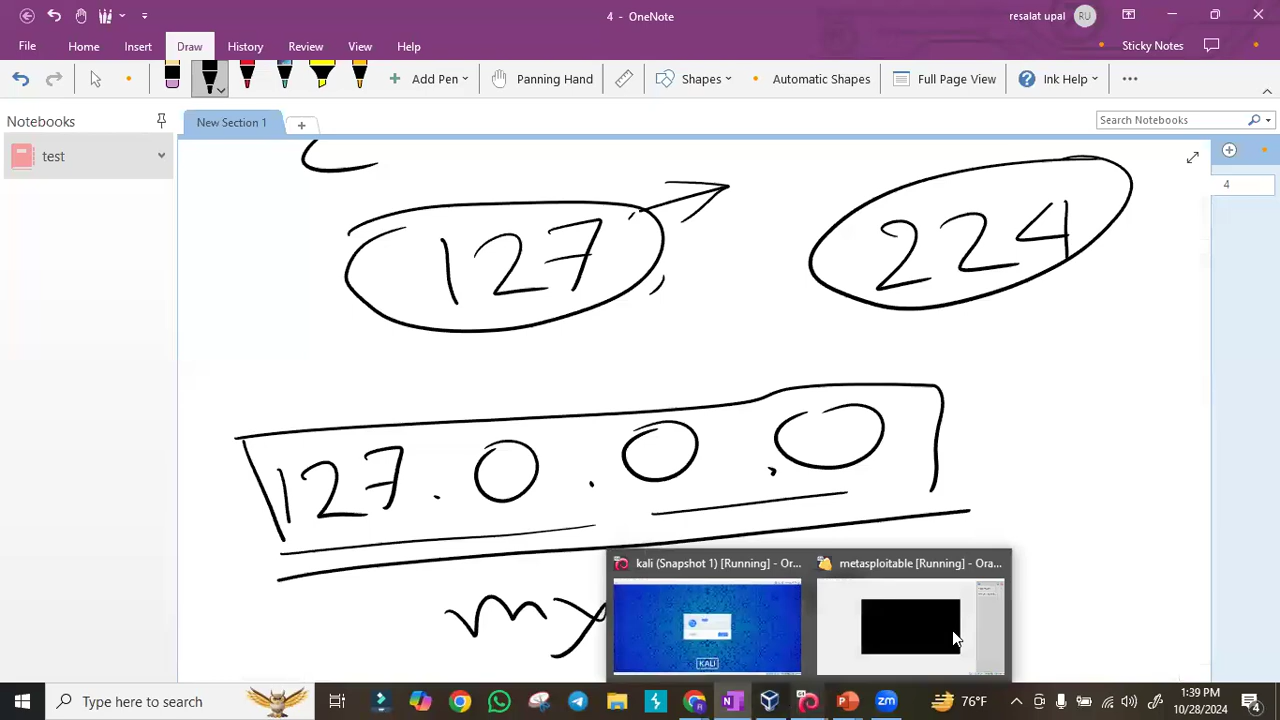 4 - OneNote
resalat upal
RU
File
Home
Insert
Draw
History
Review
View
Help
Sticky Notes
Add Pen
Panning Hand
Shapes
Automatic Shapes
Full Page View
Ink Help
Notebooks
New Section 1
Search Notebooks
test
4
127
224
127.0.0.0
my
kali (Snapshot 1) [Running] - Or...
metasploitable [Running] - Ora...
KALI
Type here to search
76°F
1:39 PM
10/28/2024
4